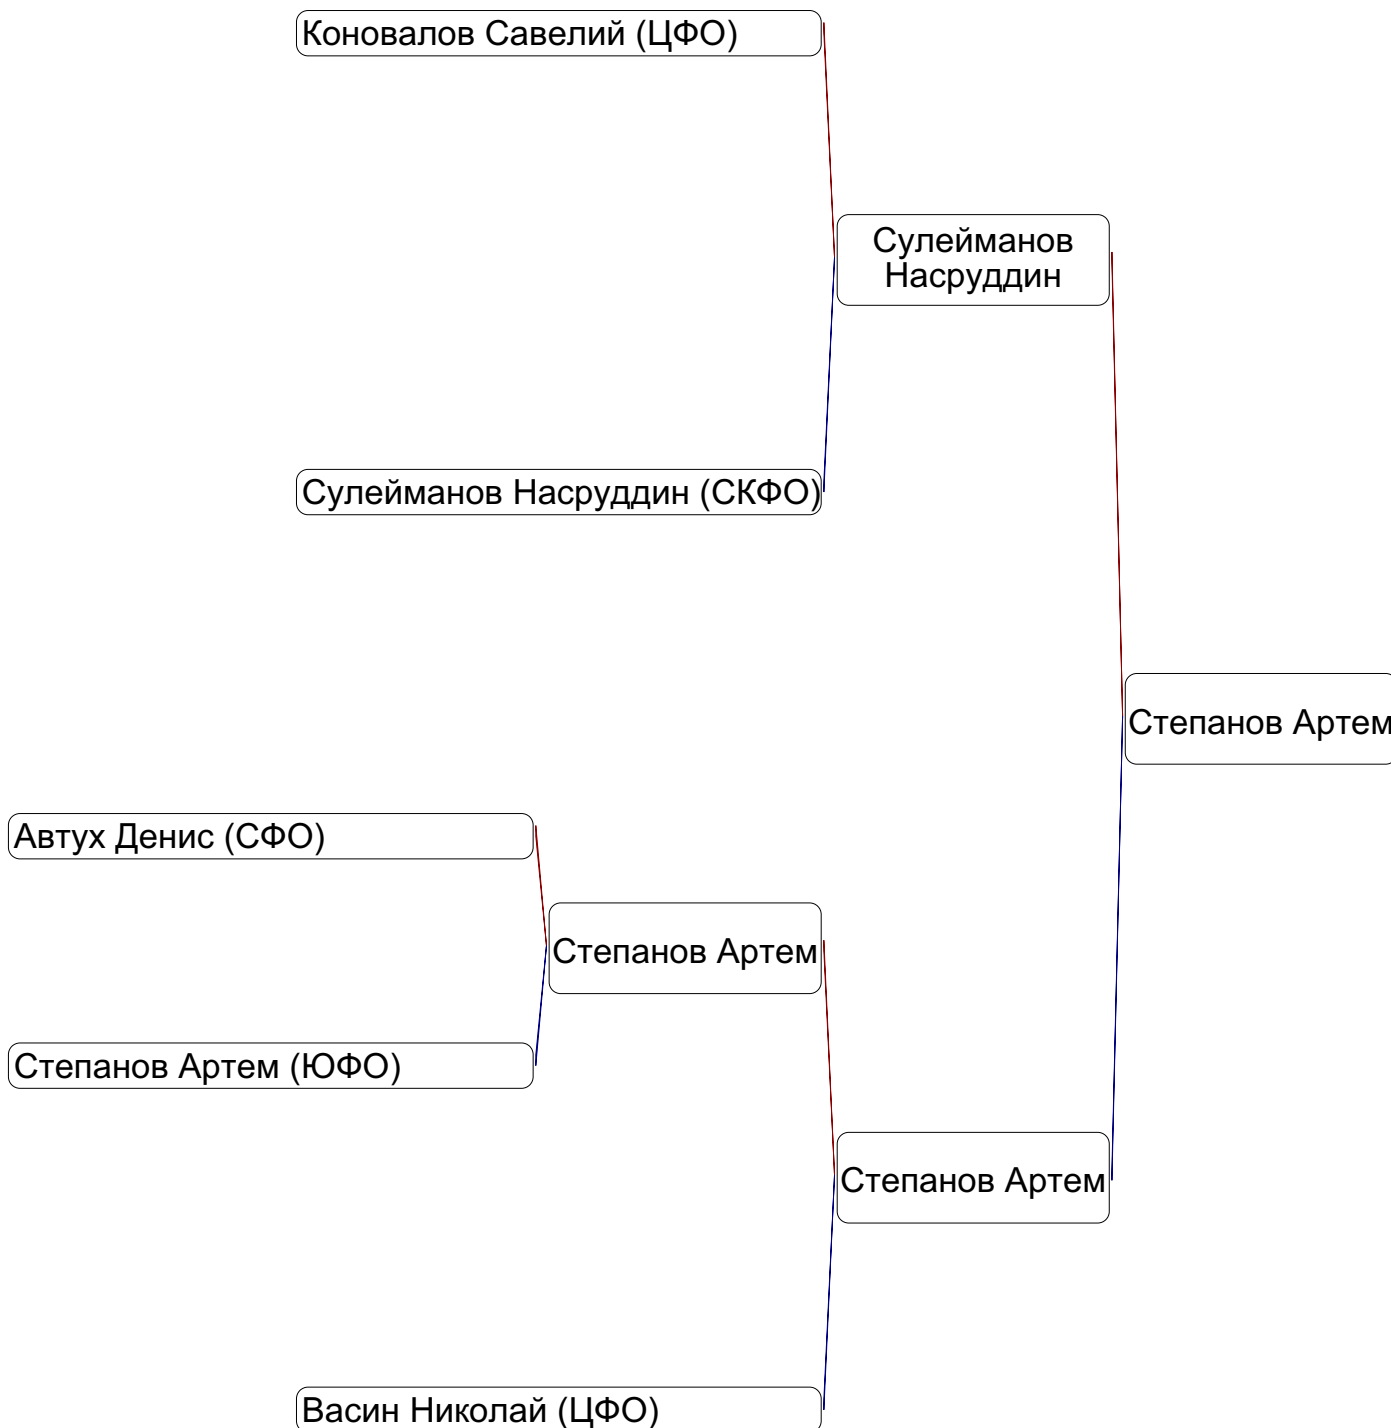 Коновалов Савелий (ЦФО)
Сулейманов
Насруддин
Сулейманов Насруддин (СКФО)
Степанов Артем
Автух Денис (СФО)
Степанов Артем
Степанов Артем (ЮФО)
Степанов Артем
Васин Николай (ЦФО)